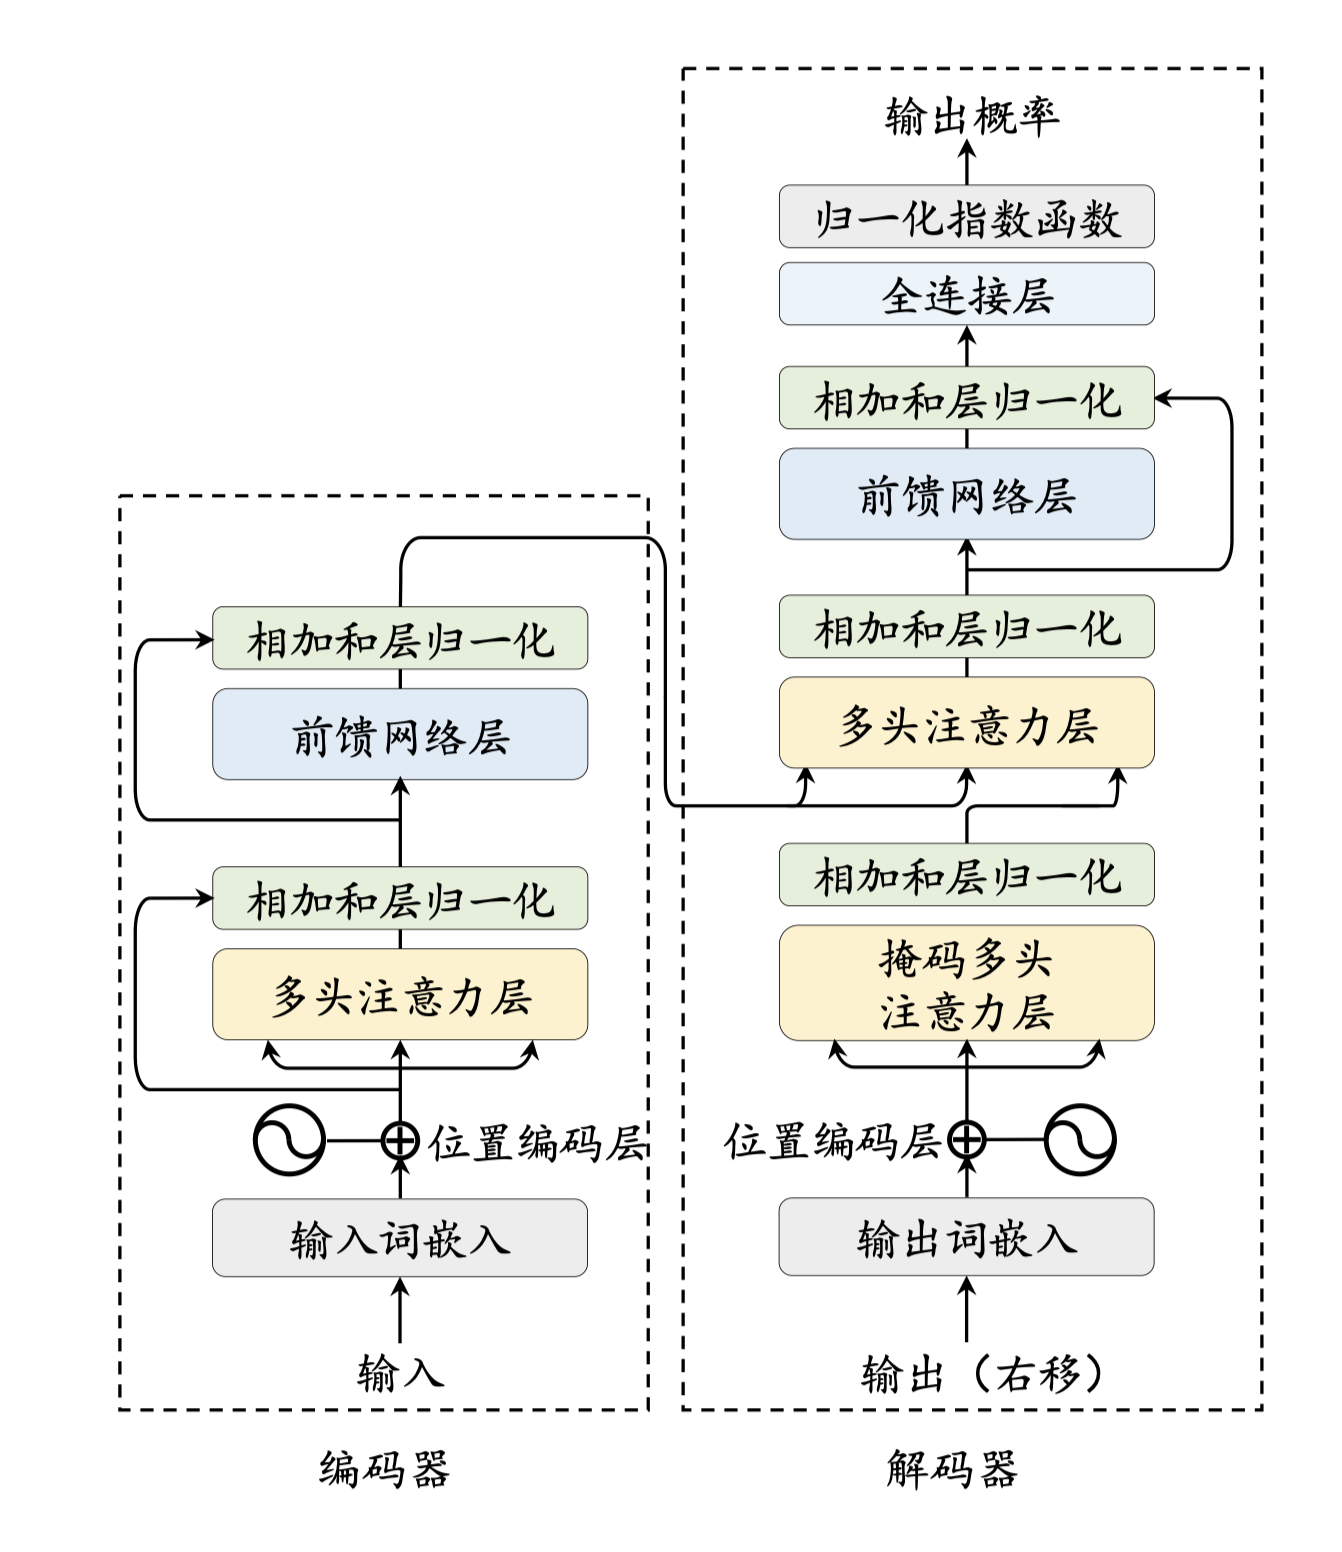 输出概率
归一化指数函数
全连接层
相加和层归一化
前馈网络层
相加和层归一化
多头注意力层
相加和层归一化
掩码多头
注意力层
位置编码层
输出词嵌入
输出（右移）
解码器
相加和层归一化
前馈网络层
相加和层归一化
多头注意力层
位置编码层
输入词嵌入
输入
编码器